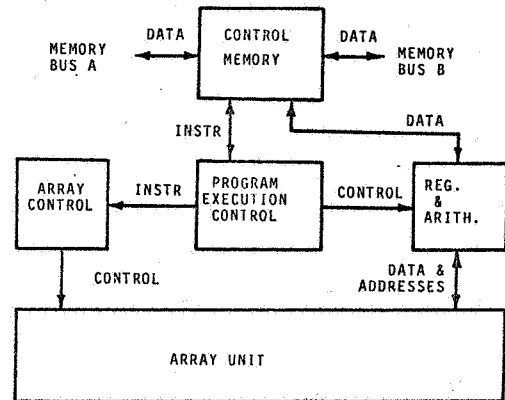 DATA
CONTROL
MEMORY
DATA
MEMORY
BUS A
MEMORY
BUS B
DATA
INSTR
ARRAY
CONTROL
INSTR
PROGRAM
EXECUTION
CONTROL
CONTROL
REG.
&
ARITH.
CONTROL
DATA &
ADDRESSES
ARRAY UNIT